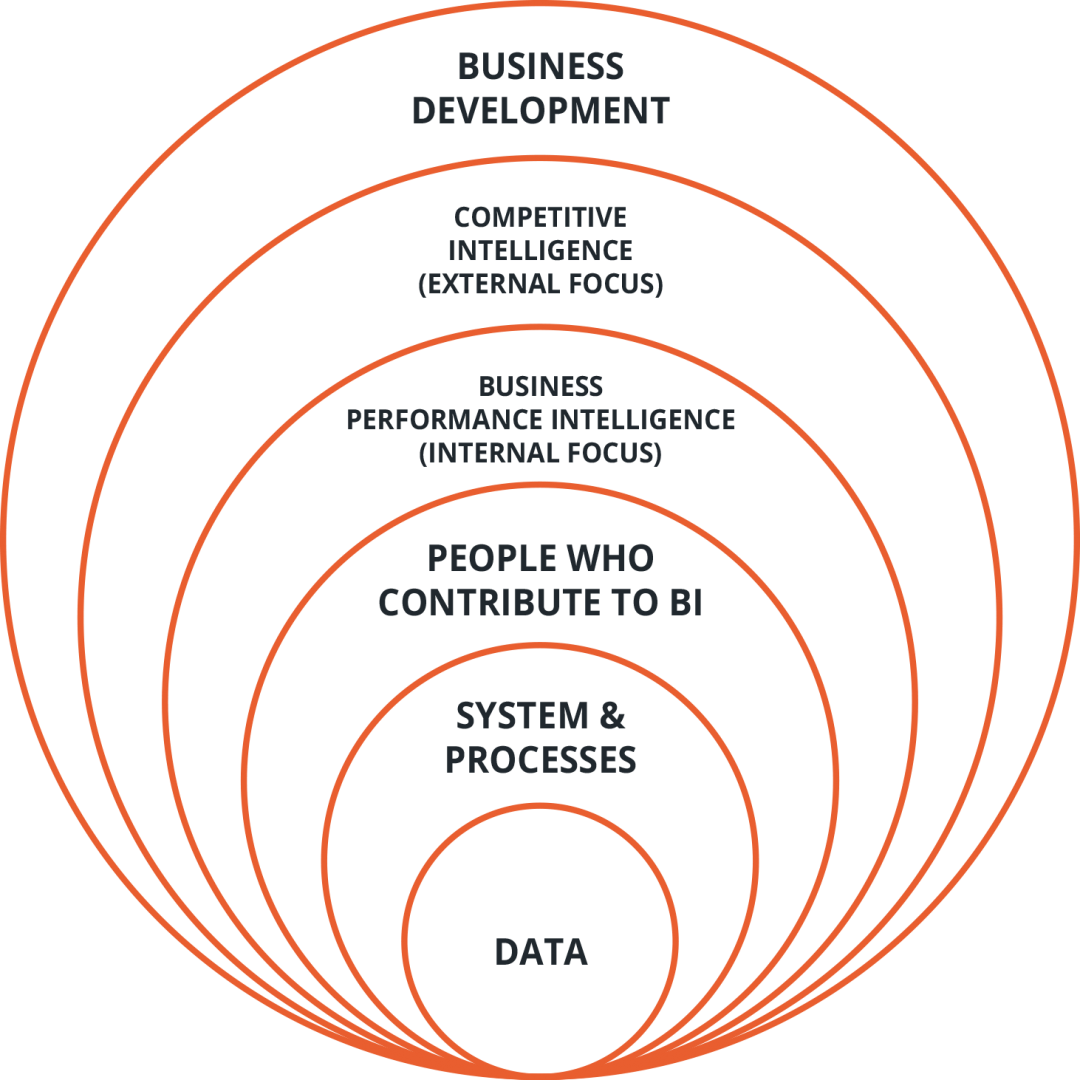 BUSINESS
DEVELOPMENT
COMPETITIVE
INTELLIGENCE
(EXTERNAL FOCUS)
BUSINESS
PERFORMANCE INTELLIGENCE
(INTERNAL FOCUS)
PEOPLE WHO
CONTRIBUTE TO BI
SYSTEM &
PROCESSES
DATA